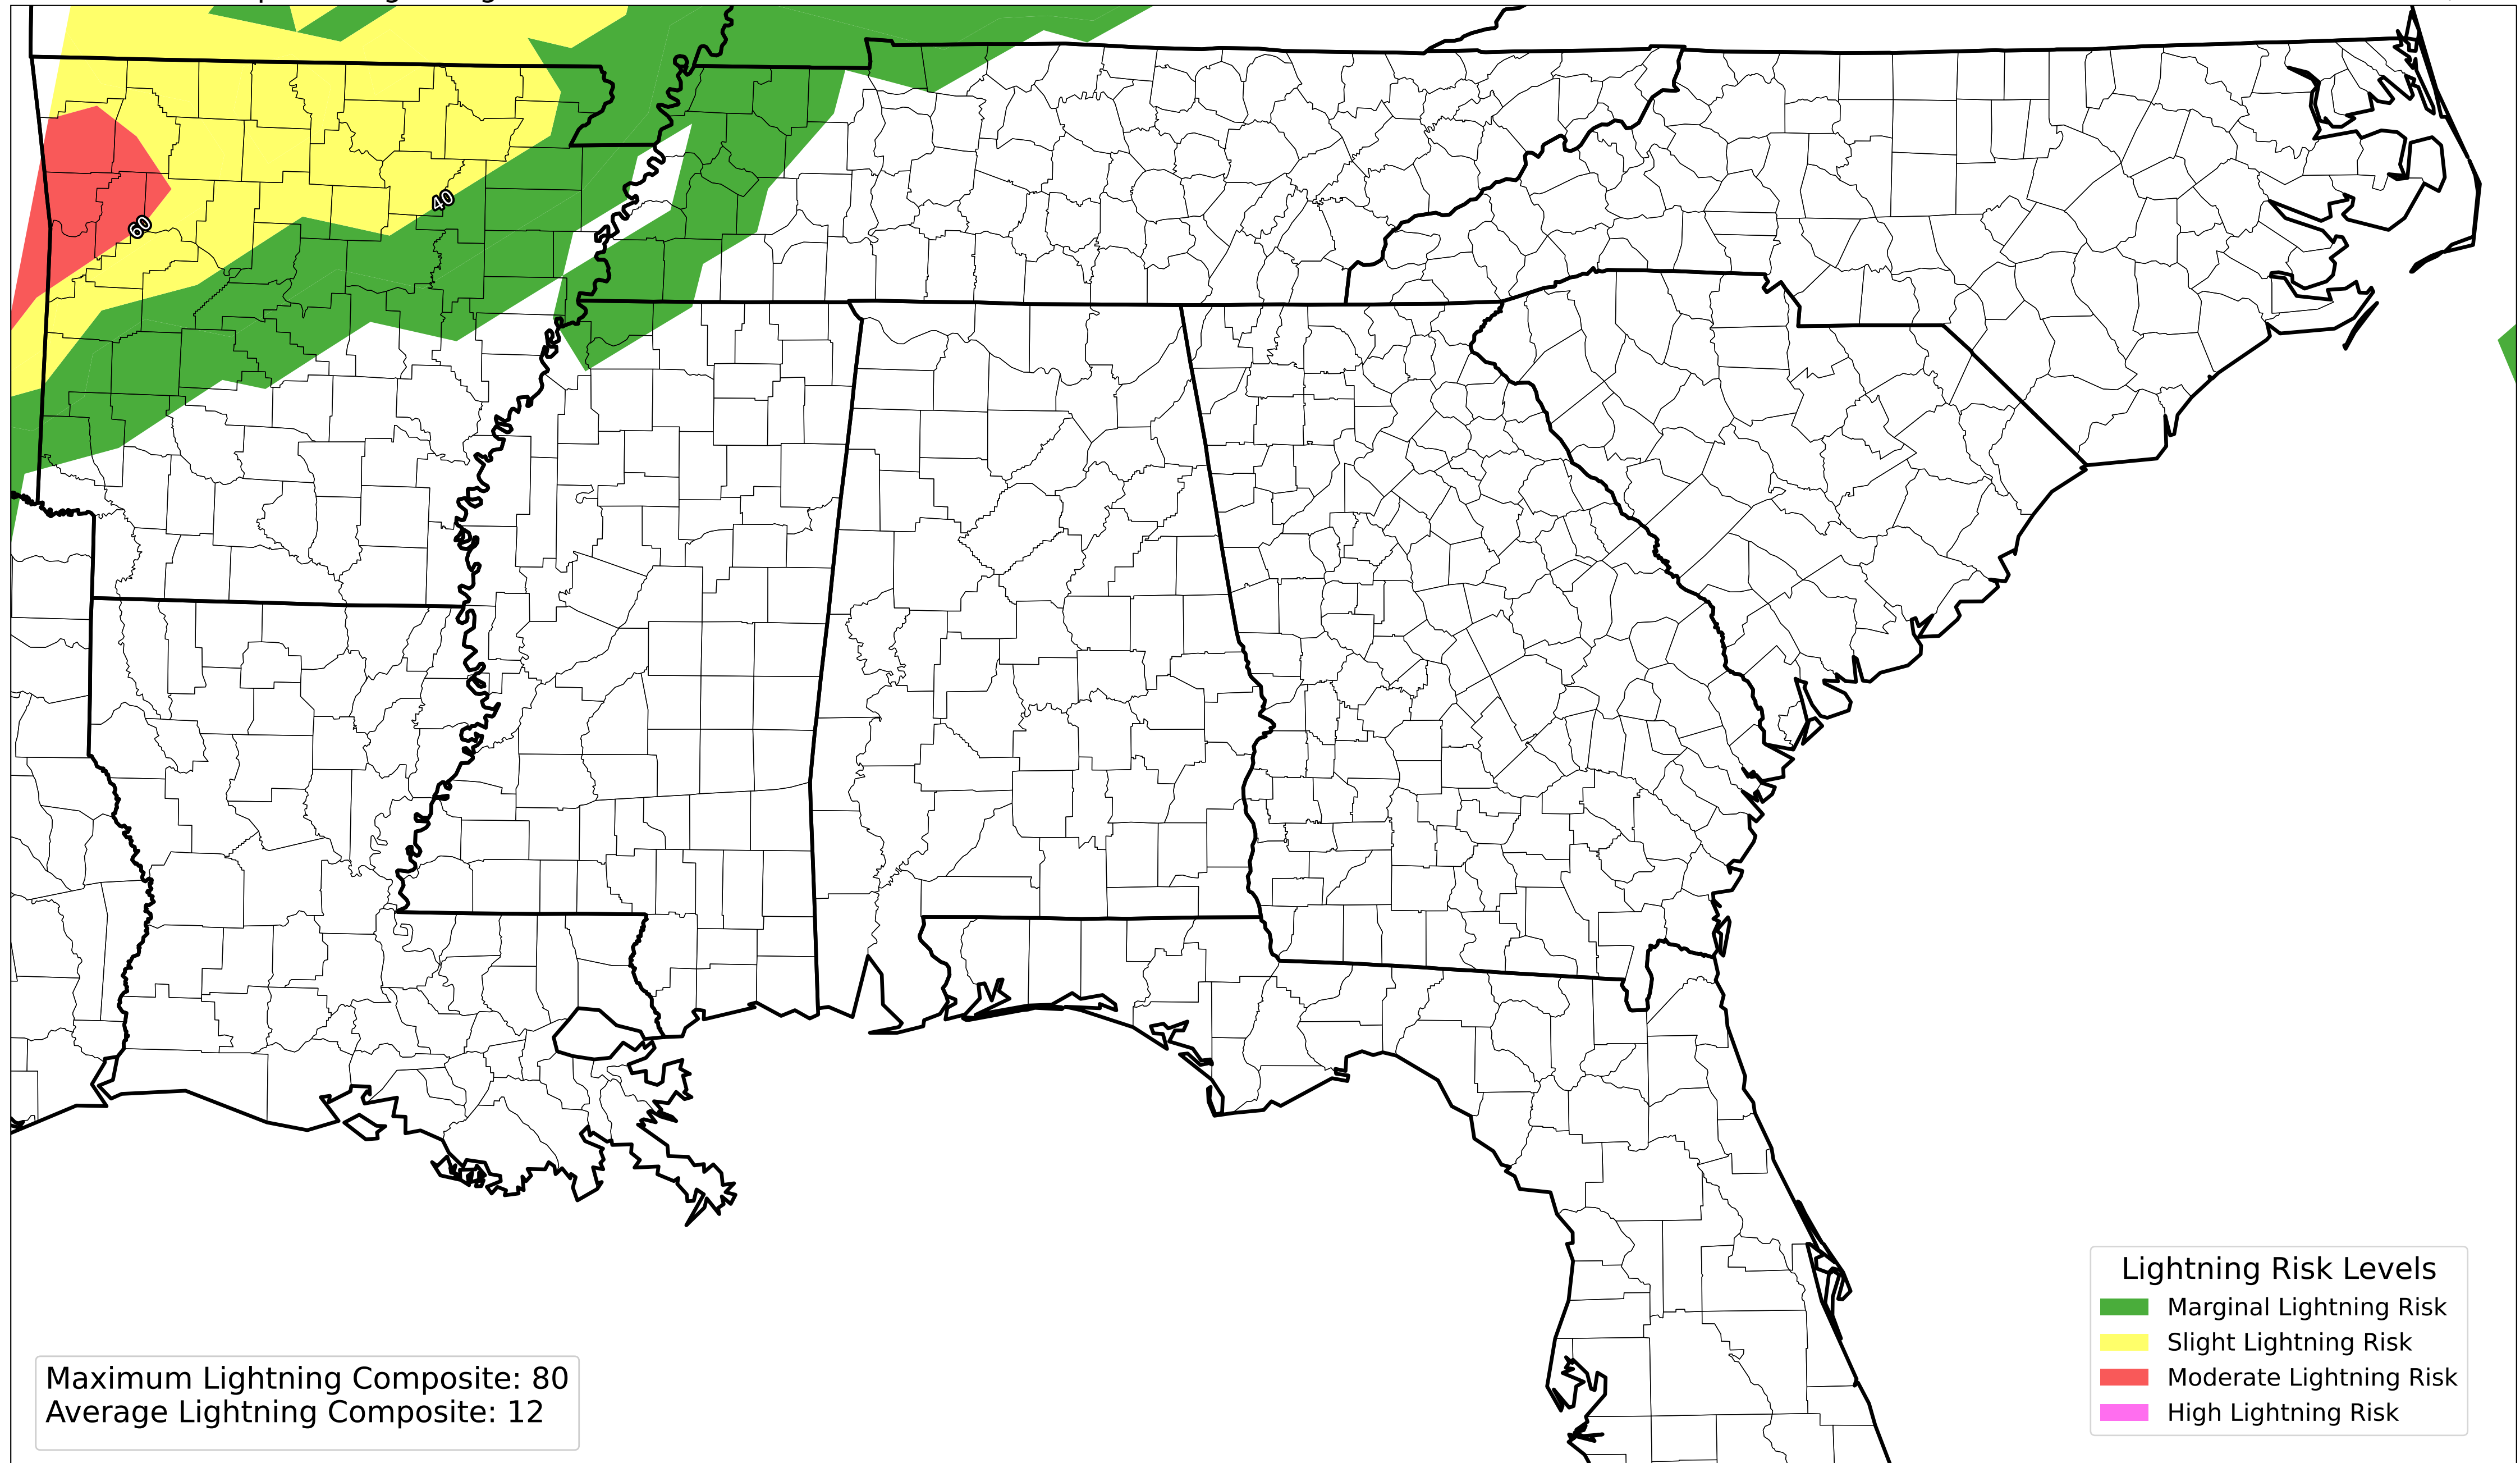 60
40
Lightning Risk Levels
Marginal Lightning Risk
Slight Lightning Risk
Moderate Lightning Risk
High Lightning Risk
Maximum Lightning Composite: 80
Average Lightning Composite: 12